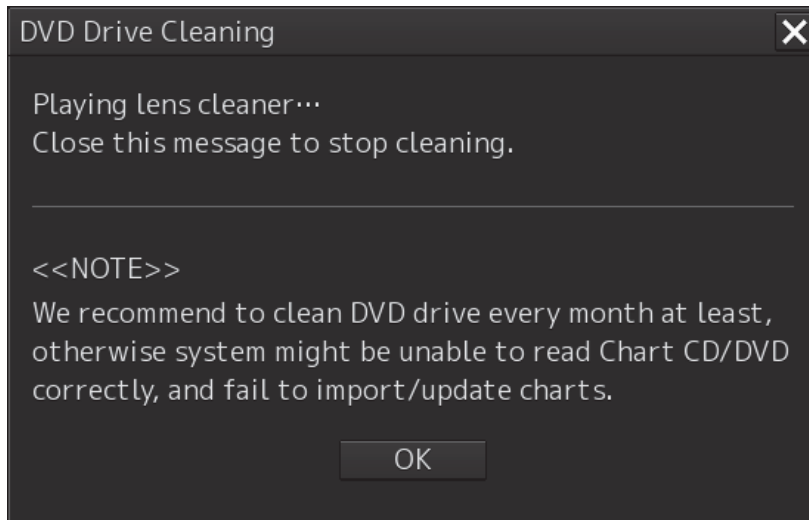 DVD Drive Cleaning
Playing lens cleaner…
Close this message to stop cleaning.
<<NOTE>>
We recommend to clean DVD drive every month at least,
otherwise system might be unable to read Chart CD/DVD
correctly, and fail to import/update charts.
OK